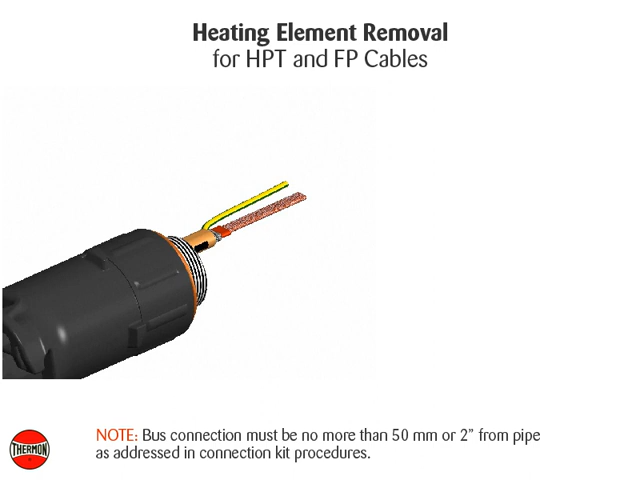 Heating Element Removal
for HPT and FP Cables
THERMON
NOTE: Bus connection must be no more than 50 mm or 2” from pipe
as addressed in connection kit procedures.